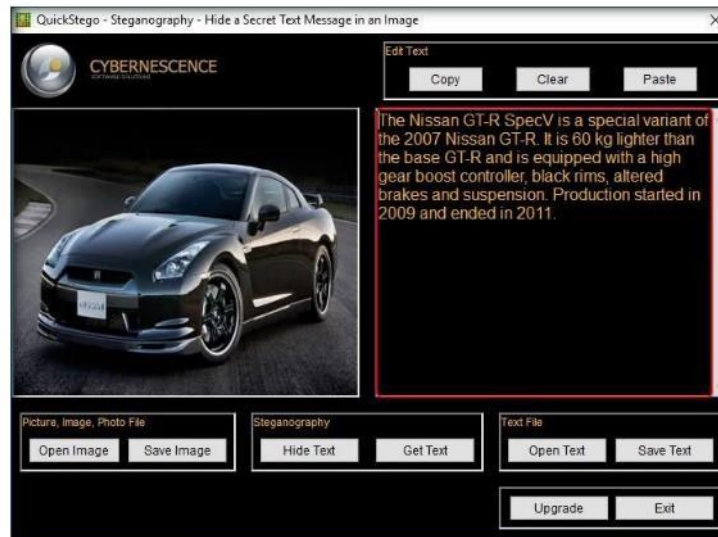 QuickStego - Steganography - Hide a Secret Text Message in an Image
CYBERNESCENCE
SOFTWARE SOLUTIONS
Edit Text
Copy
Clear
Paste
The Nissan GT-R SpecV is a special variant of
the 2007 Nissan GT-R. It is 60 kg lighter than
the base GT-R and is equipped with a high
gear boost controller, black rims, altered
brakes and suspension. Production started in
2009 and ended in 2011.
Picture, Image, Photo File
Open Image
Save Image
Steganography
Hide Text
Get Text
Text File
Open Text
Save Text
Upgrade
Exit